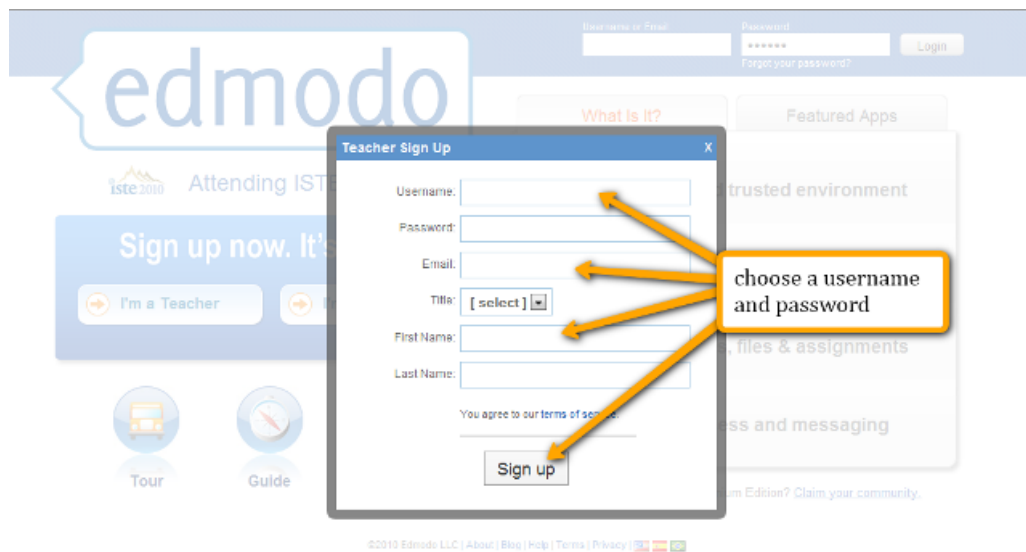 Username or Email
Password
Login
Forgot your password?
edmodo
What Is It?
Featured Apps
Teacher Sign Up
X
iste 2010
Attending ISTE
trusted environment
Username:
Password:
Sign up now. It's
Email:
choose a username
and password
I'm a Teacher
Title:
[ select ]
First Name:
, files & assignments
Last Name:
You agree to our terms of service.
and messaging
Sign up
Tour
Guide
Edition? Claim your community.
©2010 Edmodo LLC | About | Blog | Help | Terms | Privacy |